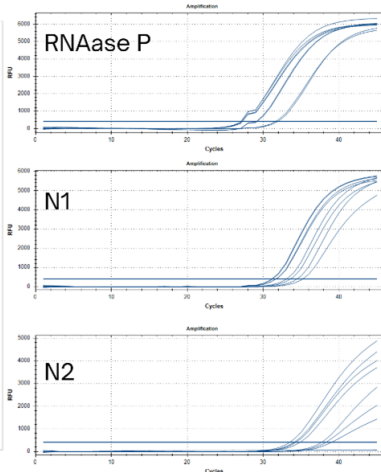 Amplification
RNAase P
RFU
6000
5000
4000
3000
2000
1000
0
0 10 20 30 40
Cycles
Amplification
N1
RFU
6000
5000
4000
3000
2000
1000
0
0 10 20 30 40
Cycles
Amplification
N2
RFU
5000
4000
3000
2000
1000
0
0 10 20 30 40
Cycles